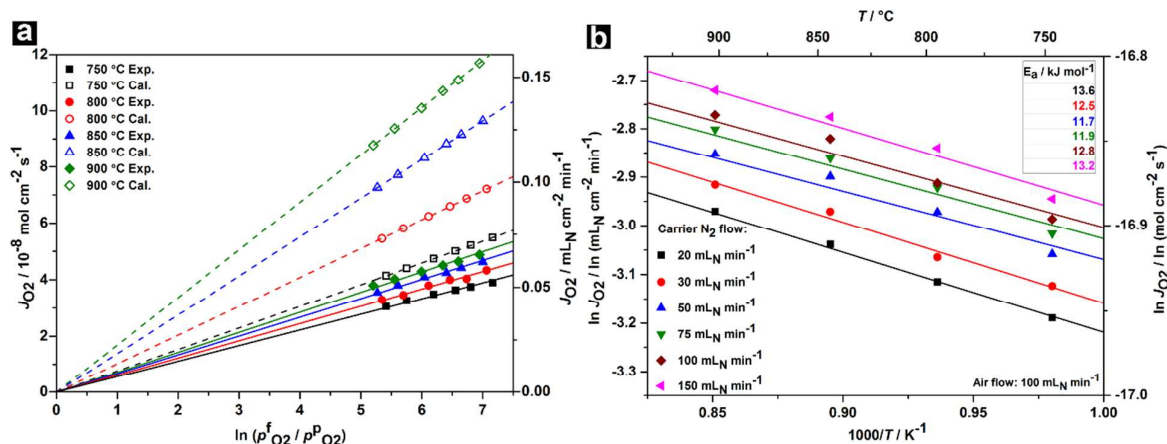 a
12
10
8
6
4
2
0
J_O2 / 10⁻⁸ mol cm⁻² s⁻¹
750 °C Exp.
750 °C Cal.
800 °C Exp.
800 °C Cal.
850 °C Exp.
850 °C Cal.
900 °C Exp.
900 °C Cal.
0.15
0.10
0.05
0.00
J_O2 / mL_N cm⁻² min⁻¹
0 1 2 3 4 5 6 7
ln (p^f_O2 / p^p_O2)
b
T / °C
900 850 800 750
-2.7
-2.8
-2.9
-3.0
-3.1
-3.2
-3.3
ln J_O2 / ln (mL_N cm⁻² min⁻¹)
E_a / kJ mol⁻¹
13.6
12.5
11.7
11.9
12.8
13.2
Carrier N₂ flow:
20 mL_N min⁻¹
30 mL_N min⁻¹
50 mL_N min⁻¹
75 mL_N min⁻¹
100 mL_N min⁻¹
150 mL_N min⁻¹
Air flow: 100 mL_N min⁻¹
-16.8
-16.9
-17.0
ln J_O2 / ln (mol cm⁻² s⁻¹)
0.85 0.90 0.95 1.00
1000/T / K⁻¹